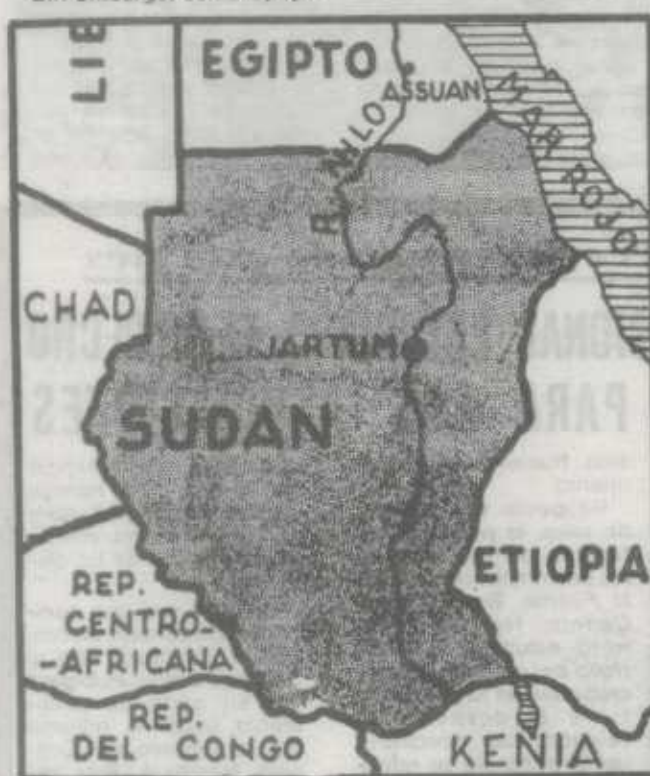 LIB
EGIPTO
ASSUAN
R. NILO
MAR ROJO
CHAD
JARTUM
SUDAN
ETIOPIA
REP.
CENTRO-
-AFRICANA
REP.
DEL CONGO
KENIA